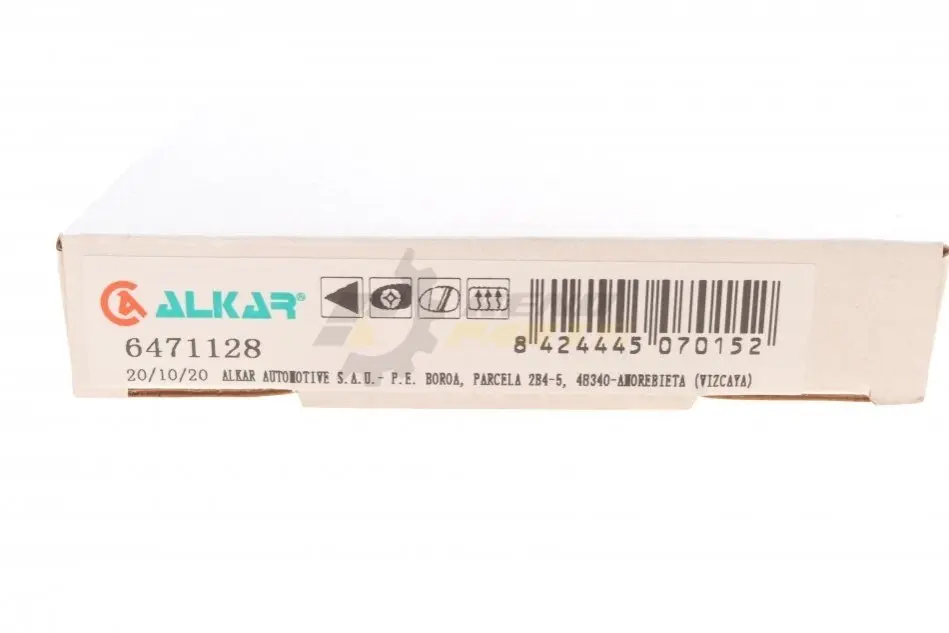 ALKAR®
6471128
8 424445 070152
20/10/20 ALKAR AUTOMOTIVE S.A.U.- P.E. BOROA, PARCELA 2B4-5, 48340-AMOREBIETA (VIZCAYA)